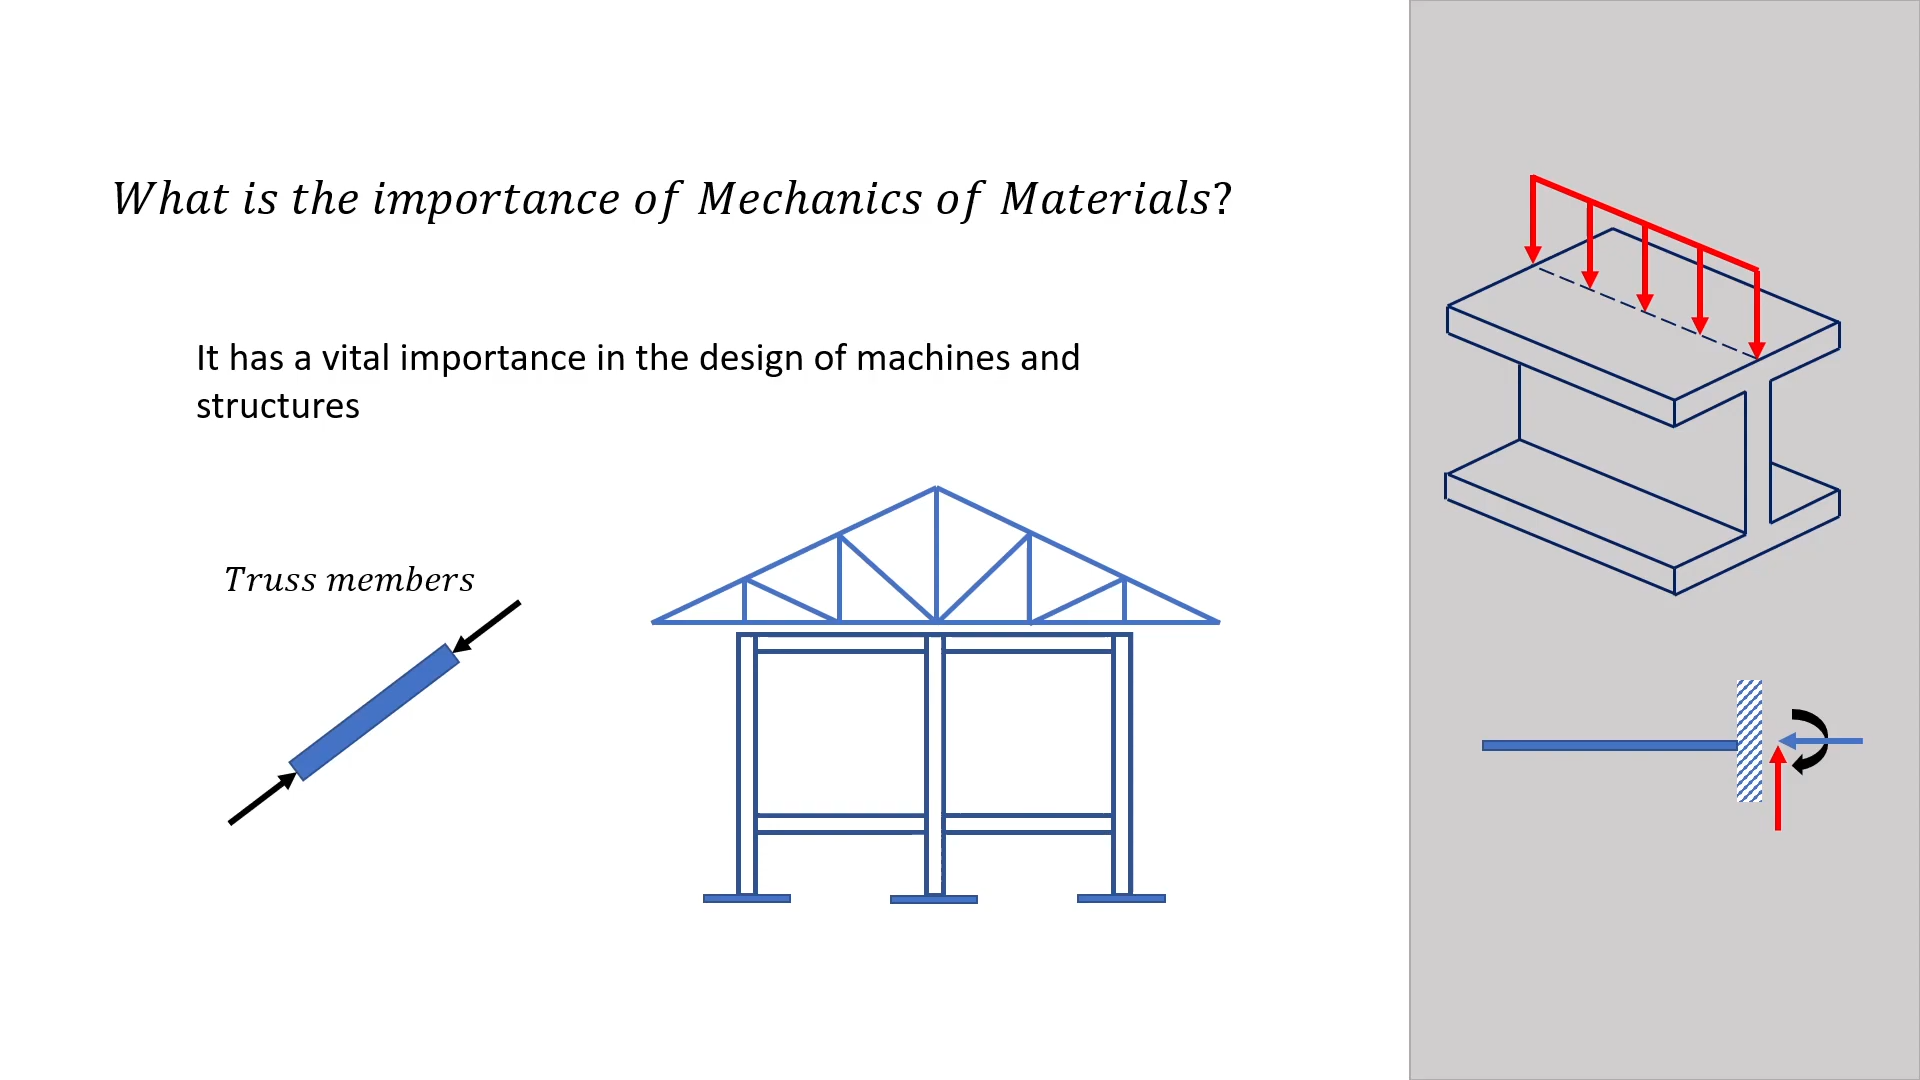 What is the importance of Mechanics of Materials?
It has a vital importance in the design of machines and
structures
Truss members